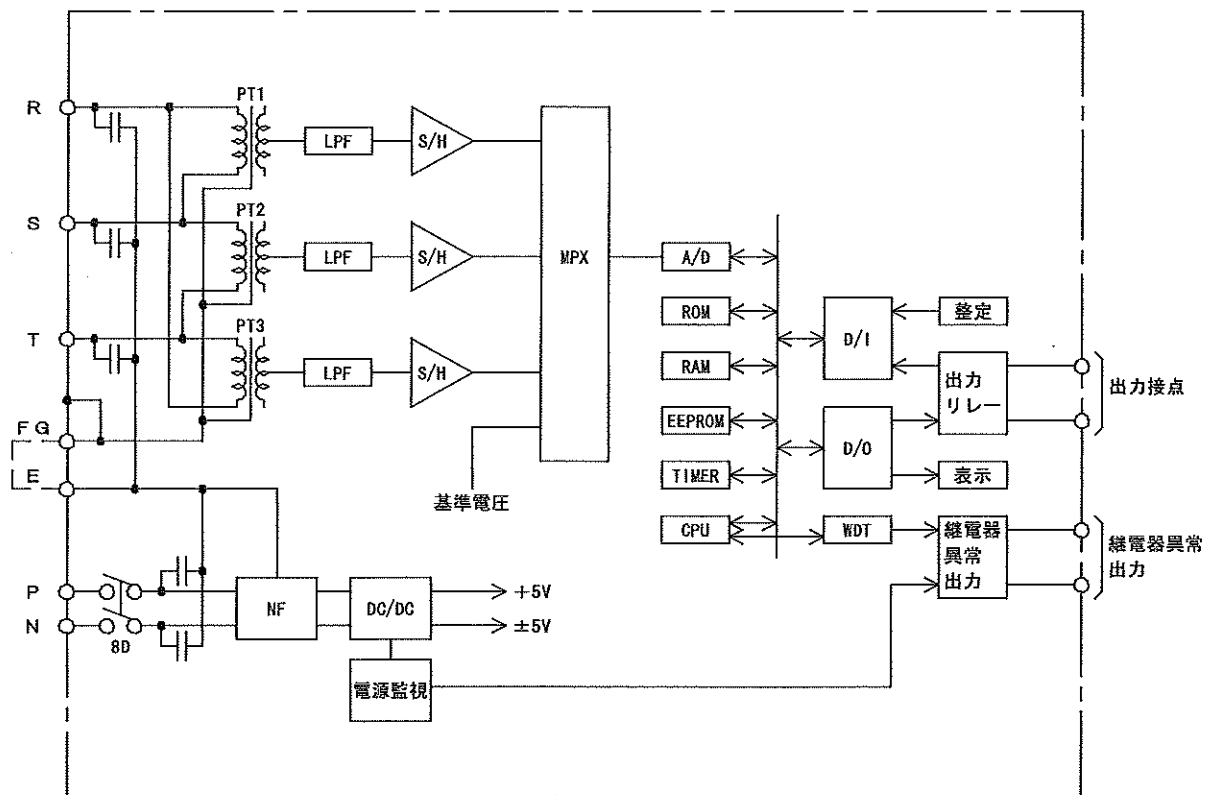 R
PT1
LPF
S/H
S
PT2
LPF
S/H
MPX
A/D
ROM
D/I
整定
T
PT3
LPF
S/H
RAM
出力
リレー
出力接点
FG
EEPROM
D/O
E
基準電圧
TIMER
表示
CPU
WDT
継電器
異常
出力
継電器異常
出力
P
N
8D
NF
DC/DC
+5V
±5V
電源監視